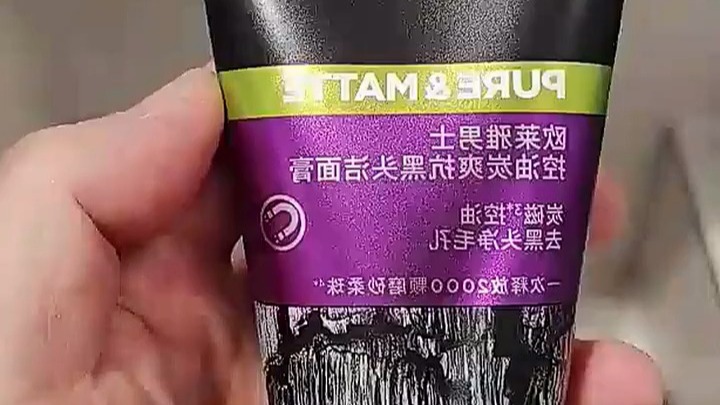 PURE & MATTE
欧莱雅男士
控油炭爽抗黑头洁面膏
炭磁3*控油
去黑头净毛孔
一次释放2000颗磨砂柔珠4*